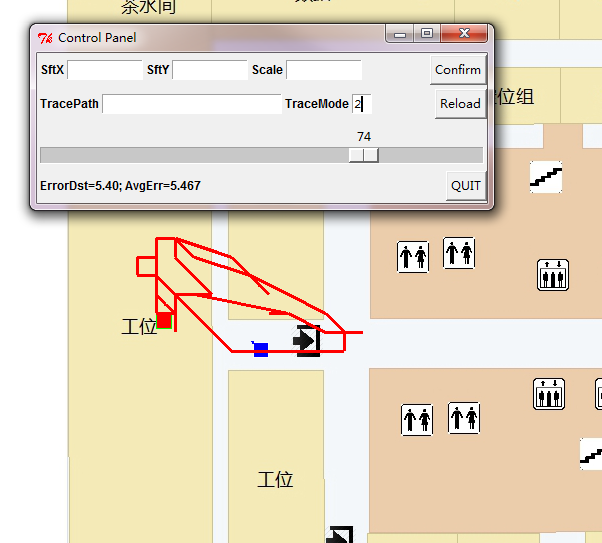 茶水间
Control Panel
SftX SftY Scale Confirm
位组
TracePath TraceMode 2 Reload
74
ErrorDst=5.40; AvgErr=5.467
QUIT
工位
工位